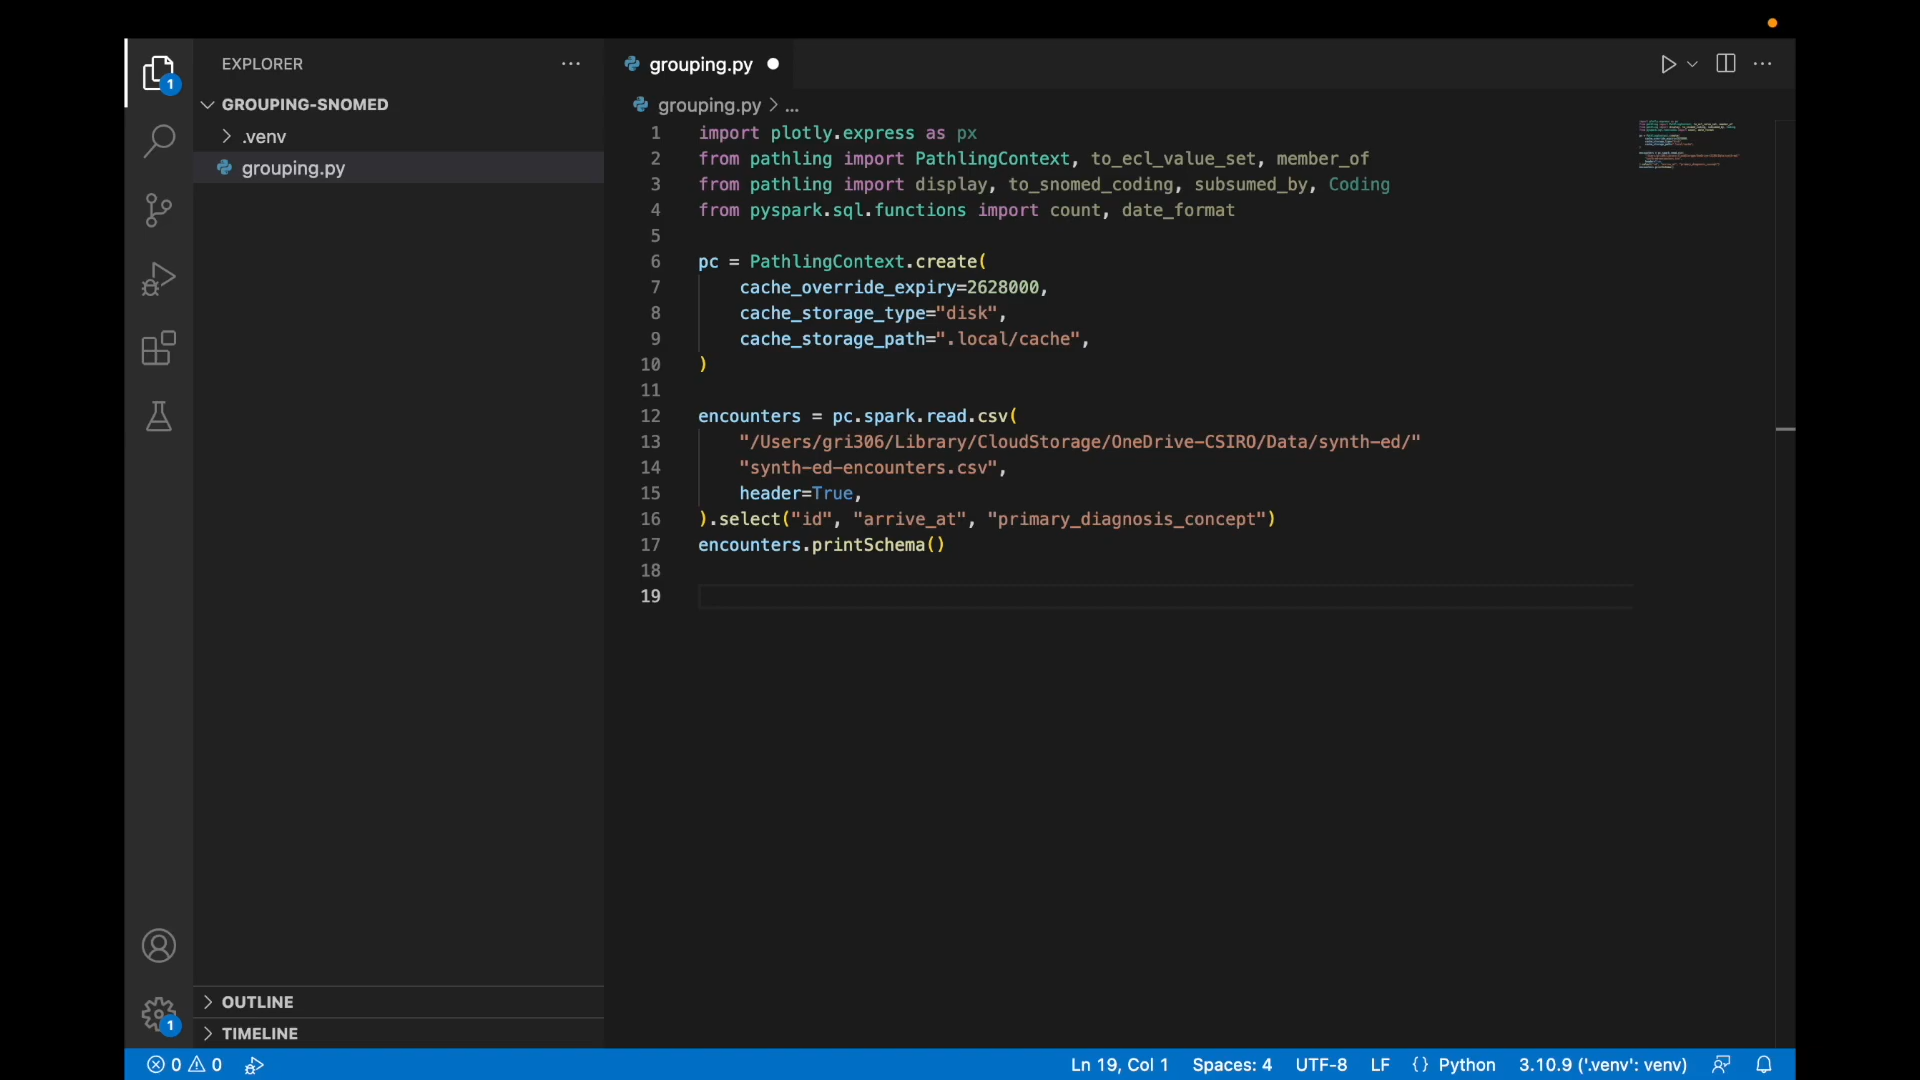 EXPLORER
GROUPING-SNOMED
.venv
grouping.py
OUTLINE
TIMELINE
1
1
grouping.py
grouping.py > ...
1 import plotly.express as px
2 from pathling import PathlingContext, to_ecl_value_set, member_of
3 from pathling import display, to_snomed_coding, subsumed_by, Coding
4 from pyspark.sql.functions import count, date_format
5
6 pc = PathlingContext.create(
7     cache_override_expiry=2628000,
8     cache_storage_type="disk",
9     cache_storage_path=".local/cache",
10 )
11
12 encounters = pc.spark.read.csv(
13     "/Users/gri306/Library/CloudStorage/OneDrive-CSIRO/Data/synth-ed/"
14     "synth-ed-encounters.csv",
15     header=True,
16 ).select("id", "arrive_at", "primary_diagnosis_concept")
17 encounters.printSchema()
18
19
0 0 Ln 19, Col 1 Spaces: 4 UTF-8 LF {} Python 3.10.9 ('.venv': venv)